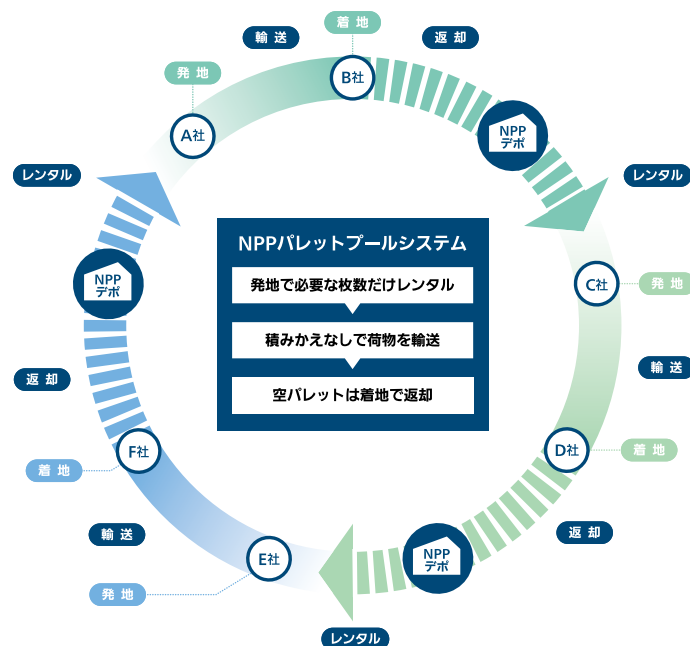 着地
輸送
返却
発地
B社
A社
NPP
デポ
レンタル
レンタル
NPPパレットプールシステム
発地で必要な枚数だけレンタル
積みかえなしで荷物を輸送
空パレットは着地で返却
NPP
デポ
C社
発地
輸送
返却
F社
D社
着地
着地
輸送
返却
E社
NPP
デポ
発地
レンタル